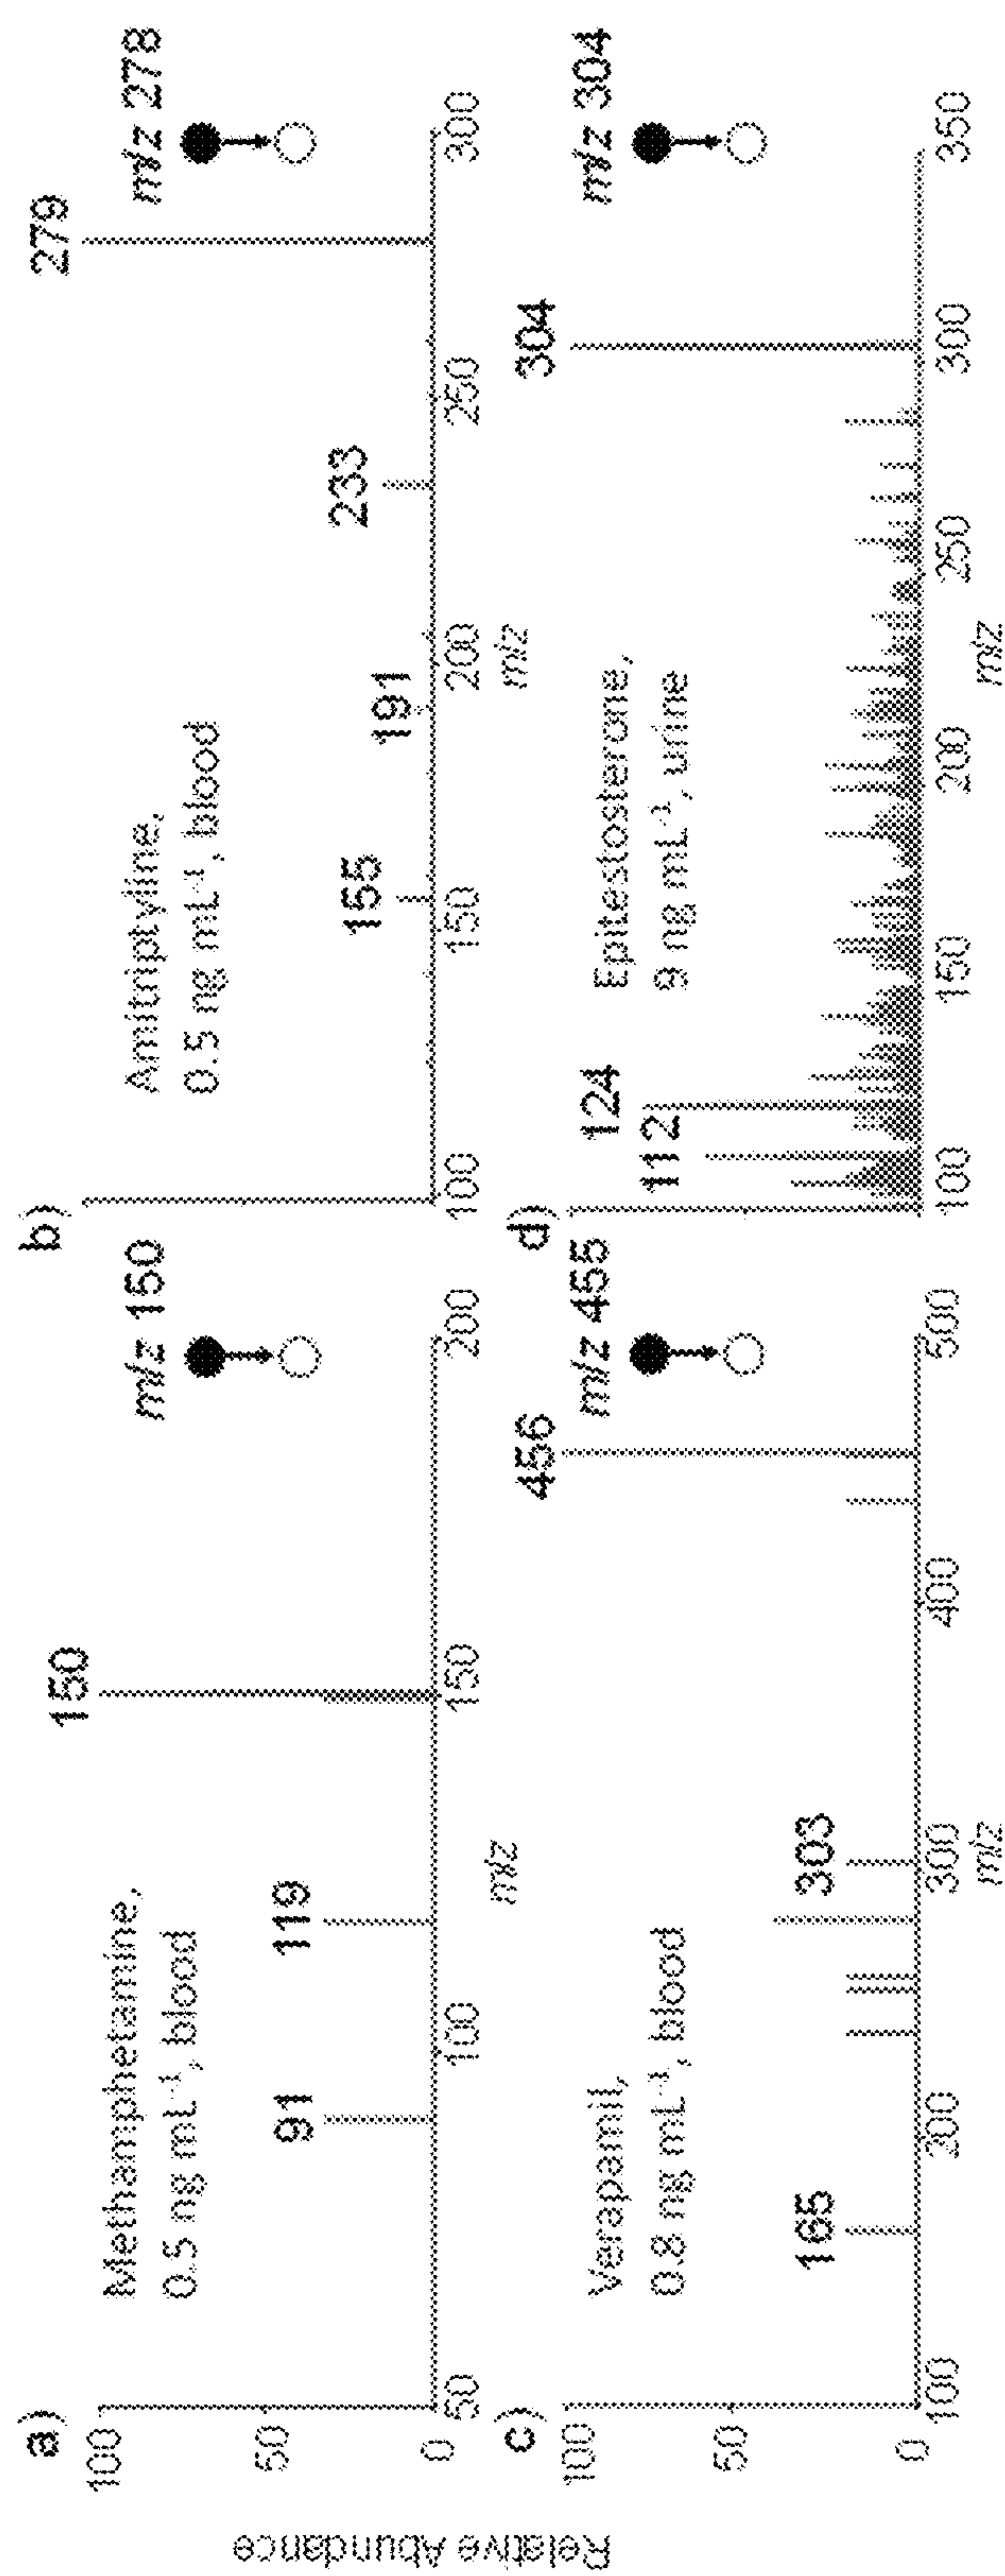 Relative Abundance
a)
100
50
0
Methamphetamine,
0.5 ng mL⁻¹, blood
91
119
150
m/z 150
50
100
150
200
m/z
b)
Amitriptyline,
0.5 ng mL⁻¹, blood
155
191
233
279
m/z 278
100
150
200
250
300
m/z
c)
100
50
0
Verapamil,
0.8 ng mL⁻¹, blood
165
303
456
m/z 455
100
200
300
400
500
m/z
d)
Epitestosterone,
9 ng mL⁻¹, urine
112
124
304
m/z 304
100
150
200
250
300
350
m/z